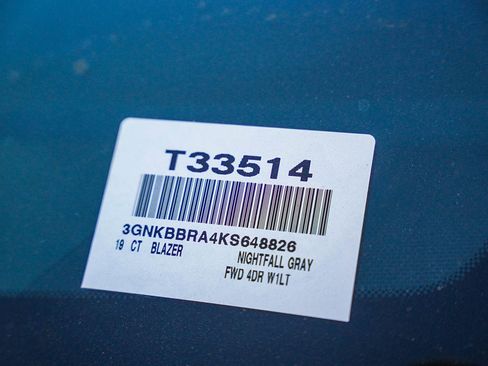 T33514
3GNKBBRA4KS648826
19 CT BLAZER NIGHTFALL GRAY
FWD 4DR W1LT